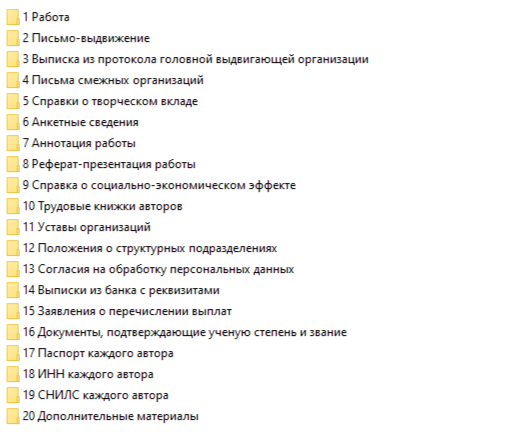 1 Работа
2 Письмо-выдвижение
3 Выписка из протокола головной выдвигающей организации
4 Письма смежных организаций
5 Справки о творческом вкладе
6 Анкетные сведения
7 Аннотация работы
8 Реферат-презентация работы
9 Справка о социально-экономическом эффекте
10 Трудовые книжки авторов
11 Уставы организаций
12 Положения о структурных подразделениях
13 Согласия на обработку персональных данных
14 Выписки из банка с реквизитами
15 Заявления о перечислении выплат
16 Документы, подтверждающие ученую степень и звание
17 Паспорт каждого автора
18 ИНН каждого автора
19 СНИЛС каждого автора
20 Дополнительные материалы